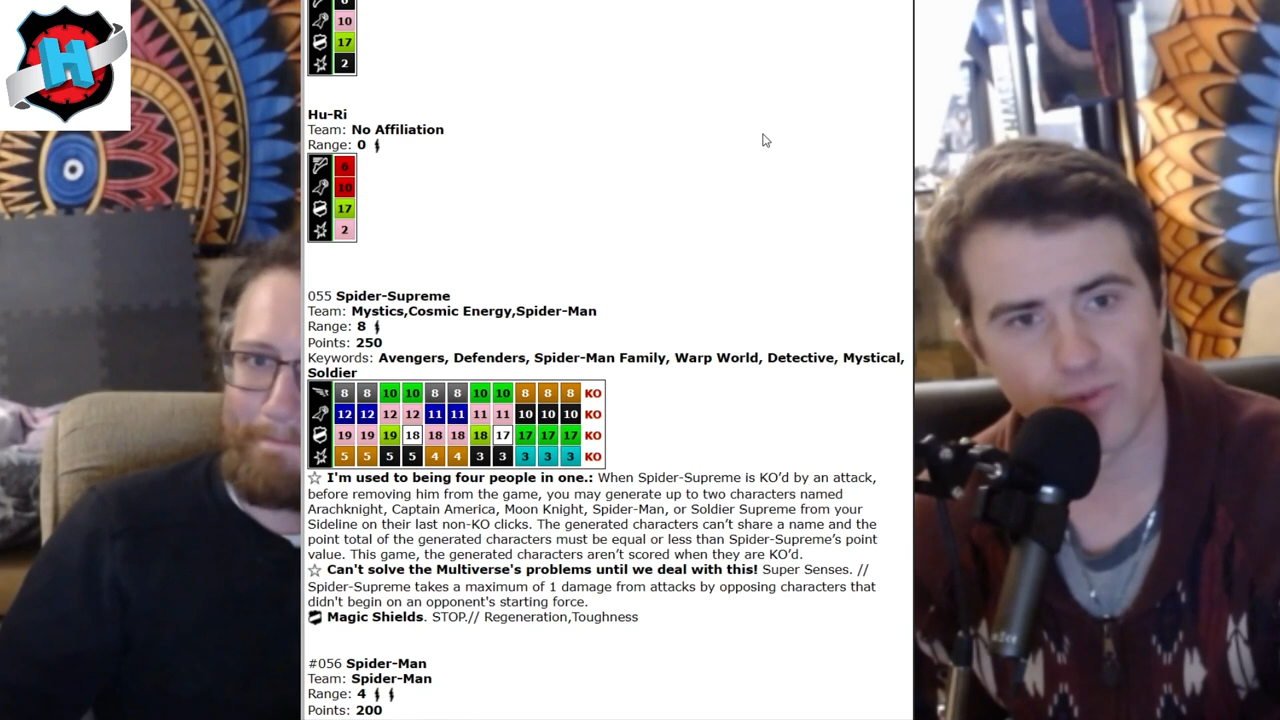 H
6
10
17
2
Hu-Ri
Team: No Affiliation
Range: 0
6
10
17
2
055 Spider-Supreme
Team: Mystics,Cosmic Energy,Spider-Man
Range: 8
Points: 250
Keywords: Avengers, Defenders, Spider-Man Family, Warp World, Detective, Mystical,
Soldier
8 8 10 10 8 8 10 10 8 8 8 KO
12 12 12 12 11 11 11 11 10 10 10 KO
19 19 19 18 18 18 18 17 17 17 17 KO
5 5 5 5 4 4 3 3 3 3 3 KO
☆ I'm used to being four people in one.: When Spider-Supreme is KO'd by an attack,
before removing him from the game, you may generate up to two characters named
Arachknight, Captain America, Moon Knight, Spider-Man, or Soldier Supreme from your
Sideline on their last non-KO clicks. The generated characters can't share a name and the
point total of the generated characters must be equal or less than Spider-Supreme's point
value. This game, the generated characters aren't scored when they are KO'd.
☆ Can't solve the Multiverse's problems until we deal with this! Super Senses. //
Spider-Supreme takes a maximum of 1 damage from attacks by opposing characters that
didn't begin on an opponent's starting force.
Magic Shields. STOP.// Regeneration,Toughness
#056 Spider-Man
Team: Spider-Man
Range: 4
Points: 200